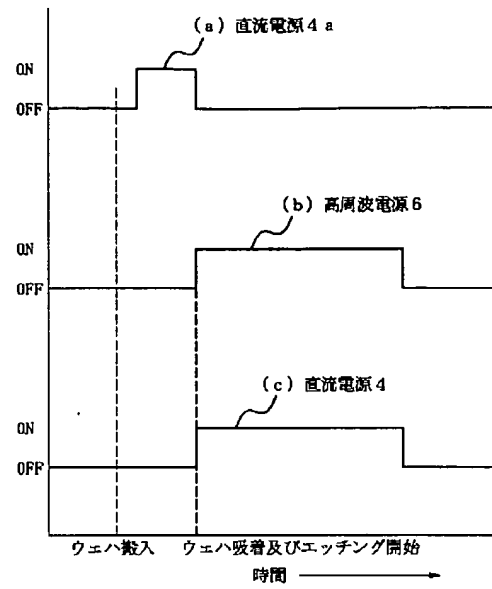 (a) 直流電源4a
ON
OFF
(b) 高周波電源6
ON
OFF
(c) 直流電源4
ON
OFF
ウェハ搬入 ウェハ吸着及びエッチング開始
時間